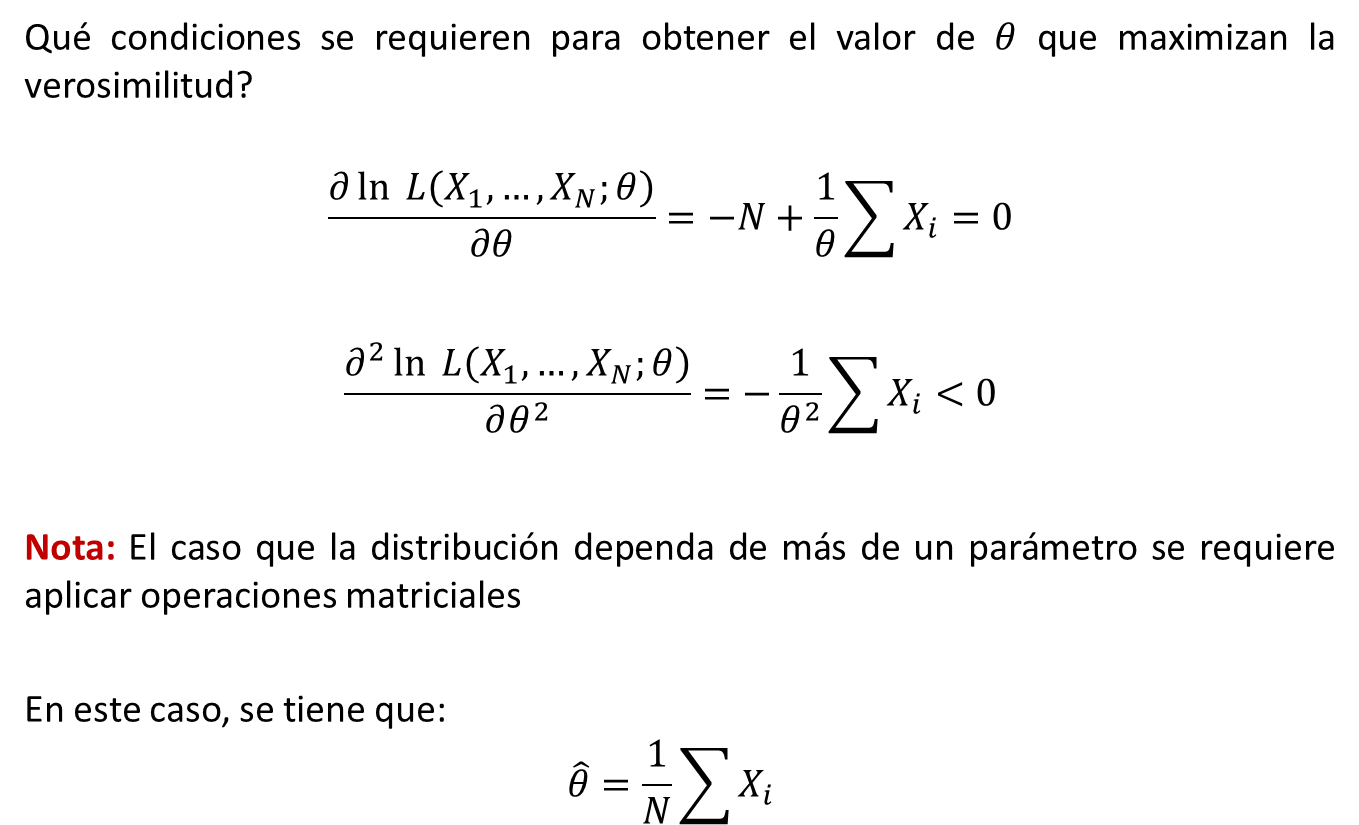 Qué condiciones se requieren para obtener el valor de θ que maximizan la
verosimilitud?
∂ ln L(X₁, … , X_N; θ) / ∂θ = −N + 1/θ ∑ Xᵢ = 0
∂² ln L(X₁, … , X_N; θ) / ∂θ² = − 1/θ² ∑ Xᵢ < 0
Nota: El caso que la distribución dependa de más de un parámetro se requiere
aplicar operaciones matriciales
En este caso, se tiene que:
θ̂ = 1/N ∑ Xᵢ